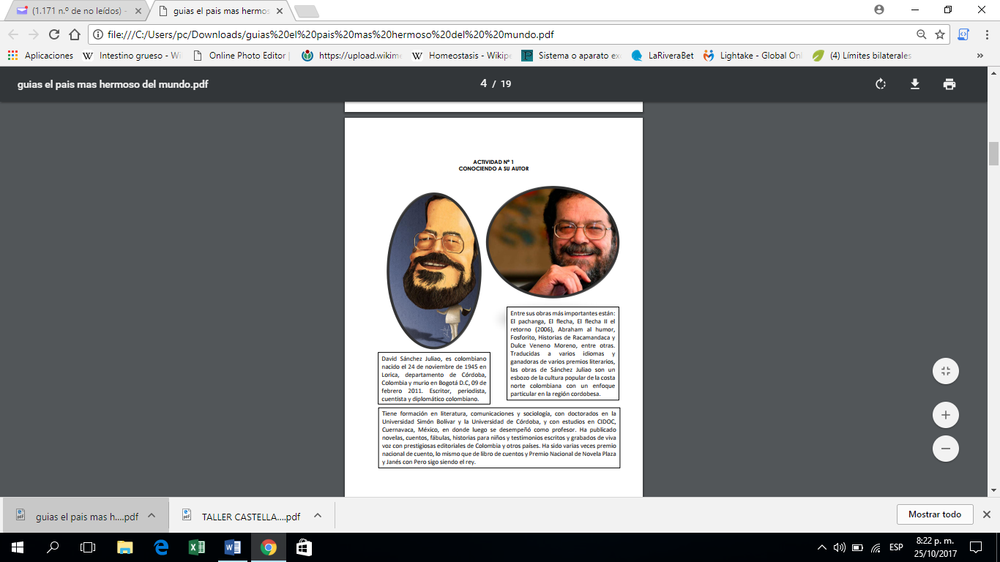 (1.171 n.º de no leídos) -
guias el pais mas hermos
file:///C:/Users/pc/Downloads/guias%20el%20pais%20mas%20hermoso%20del%20%20mundo.pdf
Aplicaciones
Intestino grueso - Wi
Online Photo Editor |
https://upload.wikime
Homeostasis - Wikipe
Sistema o aparato exc
LaRiveraBet
Lightake - Global Onl
(4) Límites bilaterales
»
guias el pais mas hermoso del mundo.pdf
4 / 19
ACTIVIDAD Nº 1
CONOCIENDO A SU AUTOR
David Sánchez Juliao, es colombiano
nacido el 24 de noviembre de 1945 en
Lorica, departamento de Córdoba,
Colombia y murio en Bogotá D.C, 09 de
febrero 2011. Escritor, periodista,
cuentista y diplomático colombiano.
Entre sus obras más importantes están:
El pachanga, El flecha, El flecha II el
retorno (2006), Abraham al humor,
Fosforito, Historias de Racamandaca y
Dulce Veneno Moreno, entre otras.
Traducidas a varios idiomas y
ganadoras de varios premios literarios,
las obras de Sánchez Juliao son un
esbozo de la cultura popular de la costa
norte colombiana con un enfoque
particular en la región cordobesa.
Tiene formación en literatura, comunicaciones y sociología, con doctorados en la
Universidad Simón Bolívar y la Universidad de Córdoba, y con estudios en CIDOC,
Cuernavaca, México, en donde luego se desempeñó como profesor. Ha publicado
novelas, cuentos, fábulas, historias para niños y testimonios escritos y grabados de viva
voz con prestigiosas editoriales de Colombia y otros países. Ha sido varias veces premio
nacional de cuento, lo mismo que de libro de cuentos y Premio Nacional de Novela Plaza
y Janés con Pero sigo siendo el rey.
guias el pais mas h....pdf
TALLER CASTELLA....pdf
Mostrar todo
ESP
8:22 p. m.
25/10/2017